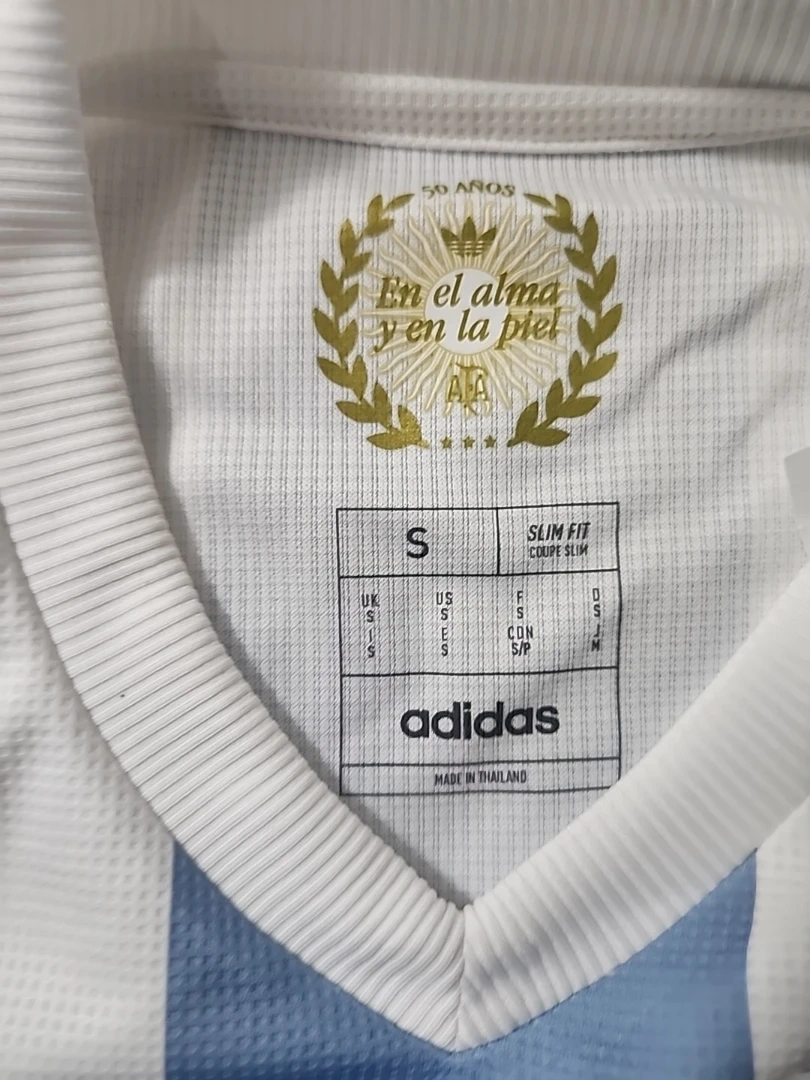 50 AÑOS
En el alma
y en la piel
AFA
S
SLIM FIT
COUPE SLIM
UK US F D
S S S S
I E CDN J
S S S/P M
adidas
MADE IN THAILAND